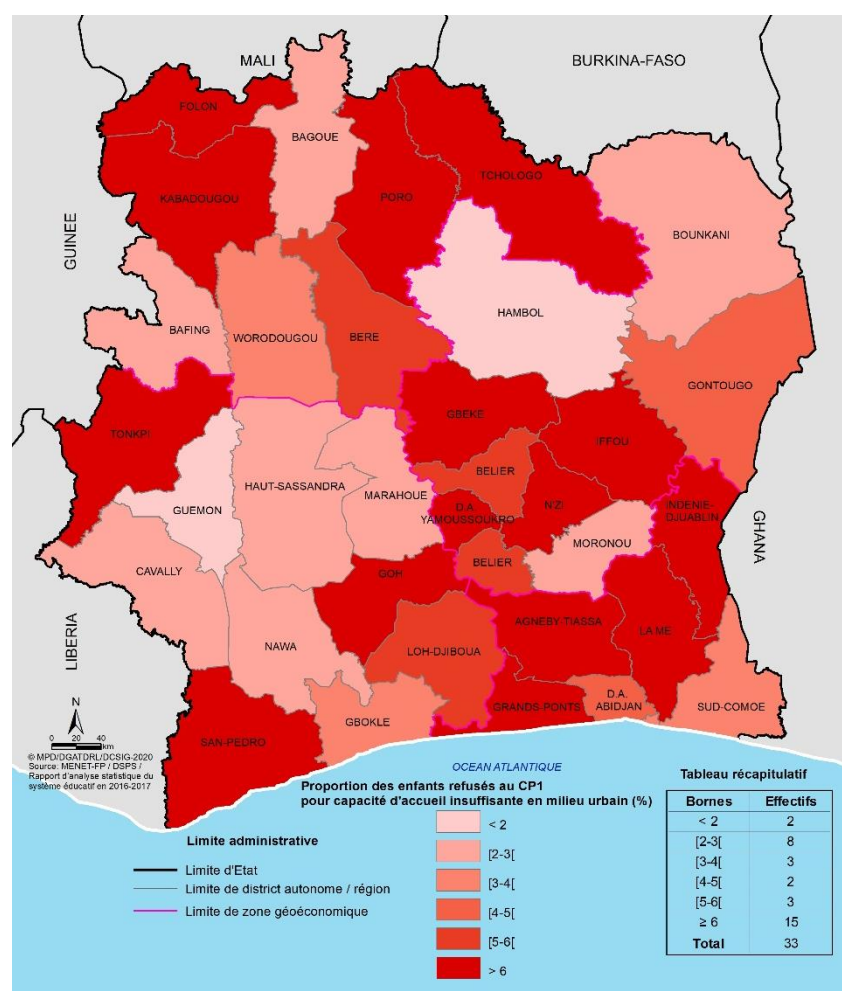 MALI
BURKINA-FASO
FOLON
BAGOUE
KABADOUGOU
PORO
TCHOLOGO
GUINEE
BOUNKANI
HAMBOL
BAFING
WORODOUGOU
BERE
GONTOUGO
GBEKE
TONKPI
IFFOU
BELIER
HAUT-SASSANDRA
MARAHOUE
GUEMON
D.A.
YAMOUSSOUKRO
N'ZI
INDENIE-
DJUABLIN
GHANA
MORONOU
BELIER
CAVALLY
GOH
AGNEBY-TIASSA
LA ME
LIBERIA
NAWA
LOH-DJIBOUA
GBOKLE
GRANDS-PONTS
D.A.
ABIDJAN
SUD-COMOE
SAN-PEDRO
N
0 20 40
km
© MPD/DGATDRL/DCSIG-2020
Source: MENET-FP / DSPS /
Rapport d'analyse statistique du
système éducatif en 2016-2017
OCEAN ATLANTIQUE
Proportion des enfants refusés au CP1
pour capacité d'accueil insuffisante en milieu urbain (%)
< 2
[2-3[
[3-4[
[4-5[
[5-6[
> 6
Limite administrative
Limite d'Etat
Limite de district autonome / région
Limite de zone géoéconomique
Tableau récapitulatif
Bornes Effectifs
< 2 2
[2-3[ 8
[3-4[ 3
[4-5[ 2
[5-6[ 3
≥ 6 15
Total 33